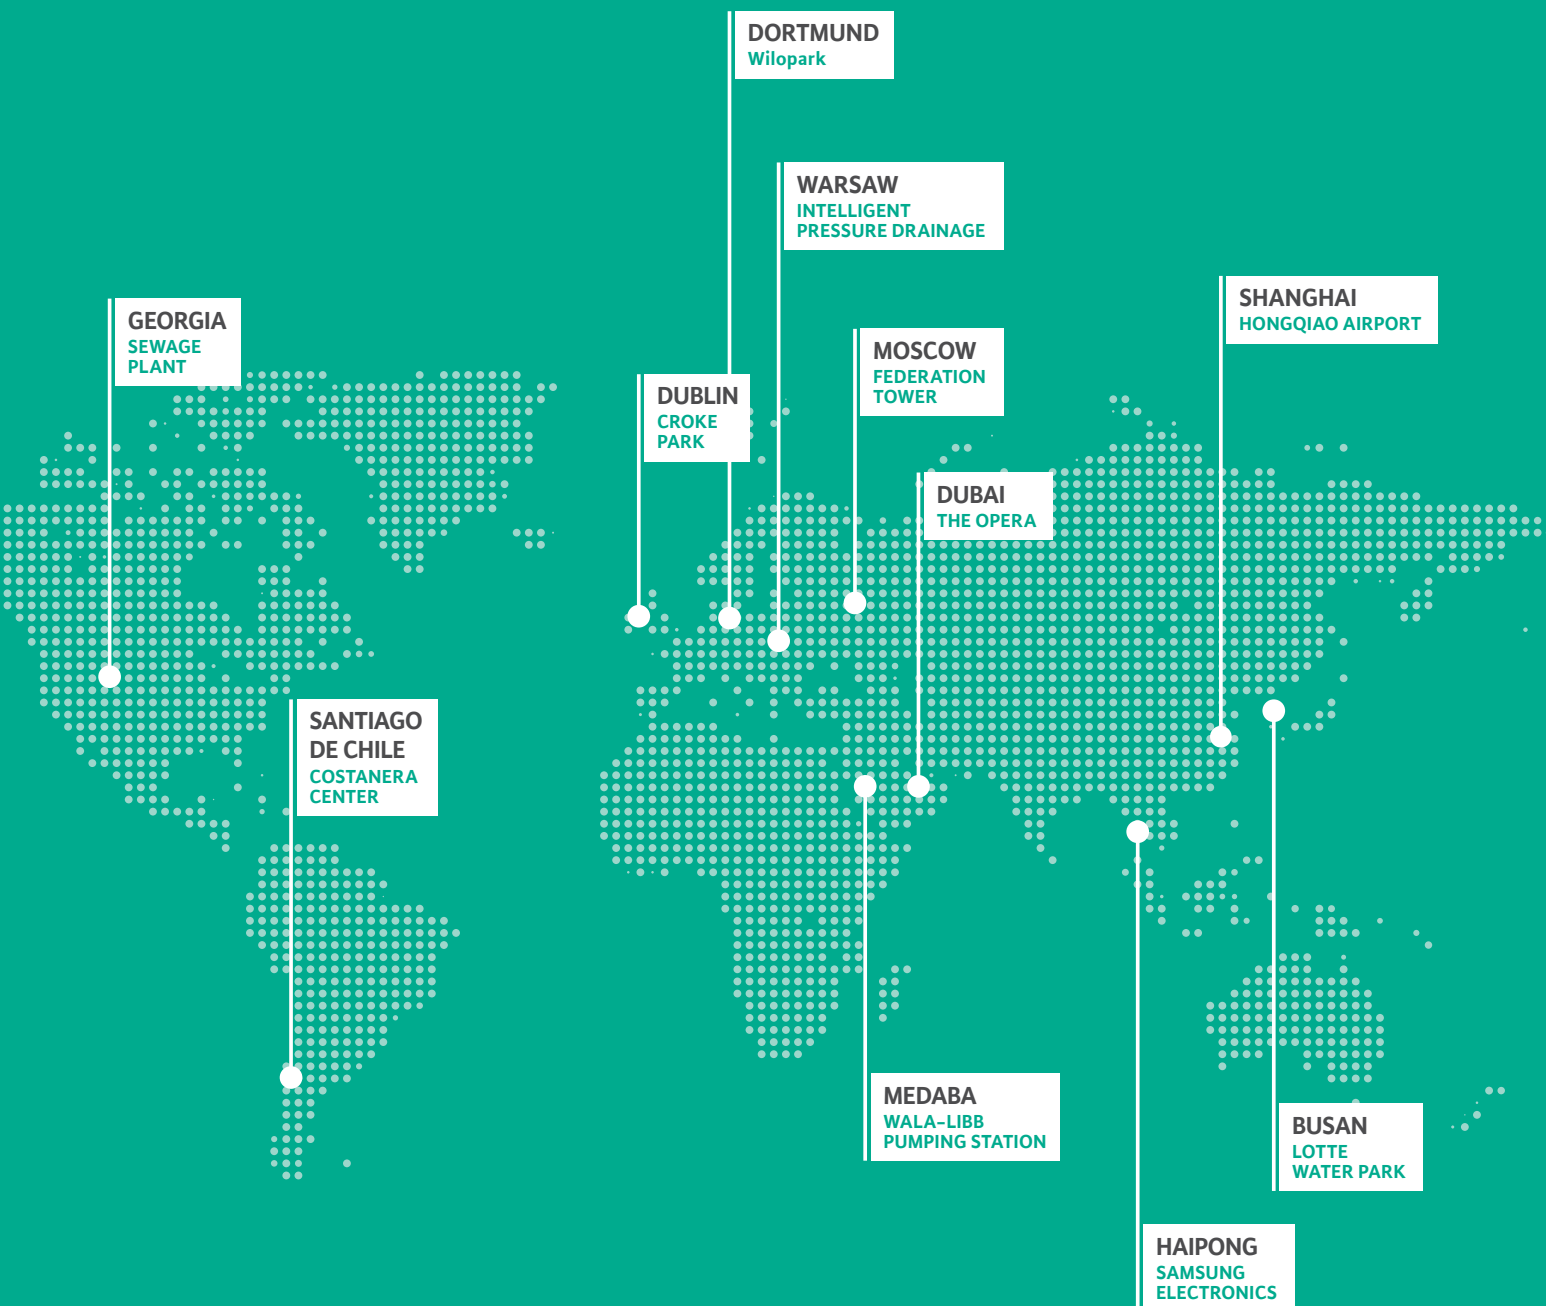 DORTMUND
Wilopark
WARSAW
INTELLIGENT
PRESSURE DRAINAGE
SHANGHAI
HONGQIAO AIRPORT
GEORGIA
SEWAGE
PLANT
MOSCOW
FEDERATION
TOWER
DUBLIN
CROKE
PARK
DUBAI
THE OPERA
SANTIAGO
DE CHILE
COSTANERA
CENTER
MEDABA
WALA-LIBB
PUMPING STATION
BUSAN
LOTTE
WATER PARK
HAIPONG
SAMSUNG
ELECTRONICS